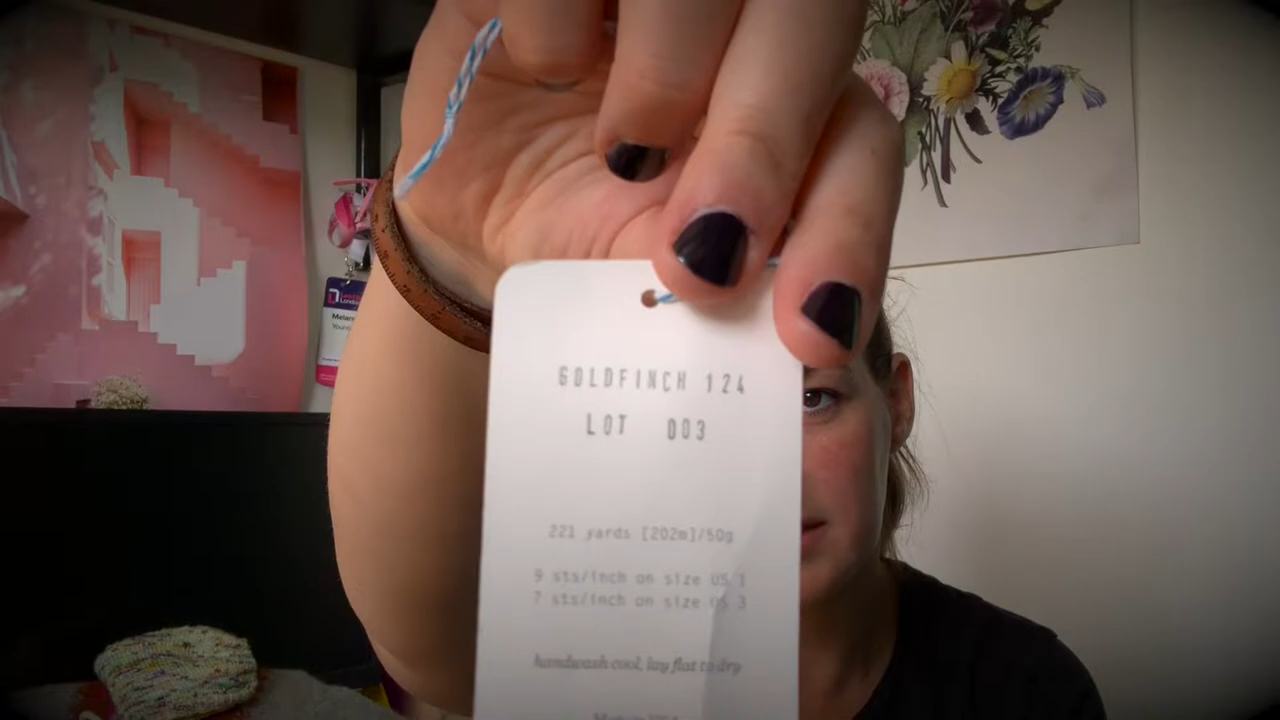 GOLDFINCH 124
LOT 003
221 yards [202m]/50g
9 sts/inch on size US 1
7 sts/inch on size US 3
handwash cool, lay flat to dry